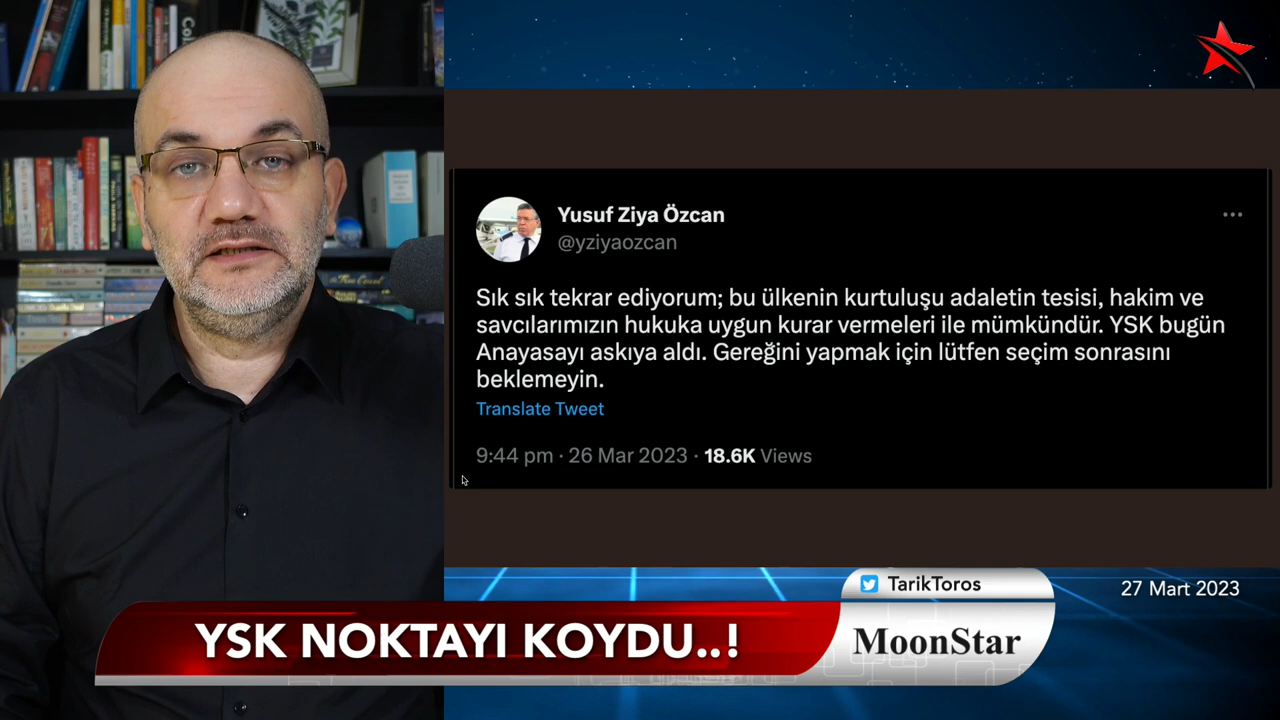 Yusuf Ziya Özcan
@yziyaozcan
Sık sık tekrar ediyorum; bu ülkenin kurtuluşu adaletin tesisi, hakim ve
savcılarımızın hukuka uygun kurar vermeleri ile mümkündür. YSK bugün
Anayasayı askıya aldı. Gereğini yapmak için lütfen seçim sonrasını
beklemeyin.
Translate Tweet
9:44 pm · 26 Mar 2023 · 18.6K Views
TarikToros
27 Mart 2023
YSK NOKTAYI KOYDU..!
MoonStar